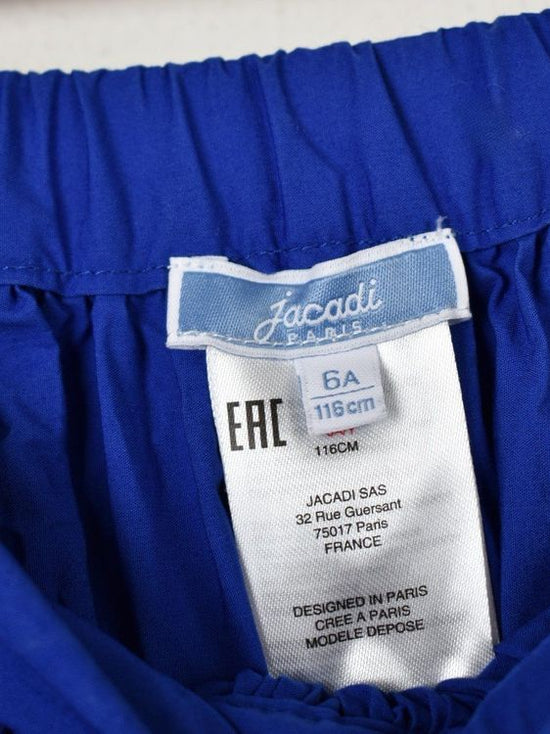 jacadi
PARIS
6A
116cm
EAC
116CM
JACADI SAS
32 Rue Guersant
75017 Paris
FRANCE
DESIGNED IN PARIS
CREE A PARIS
MODELE DEPOSE